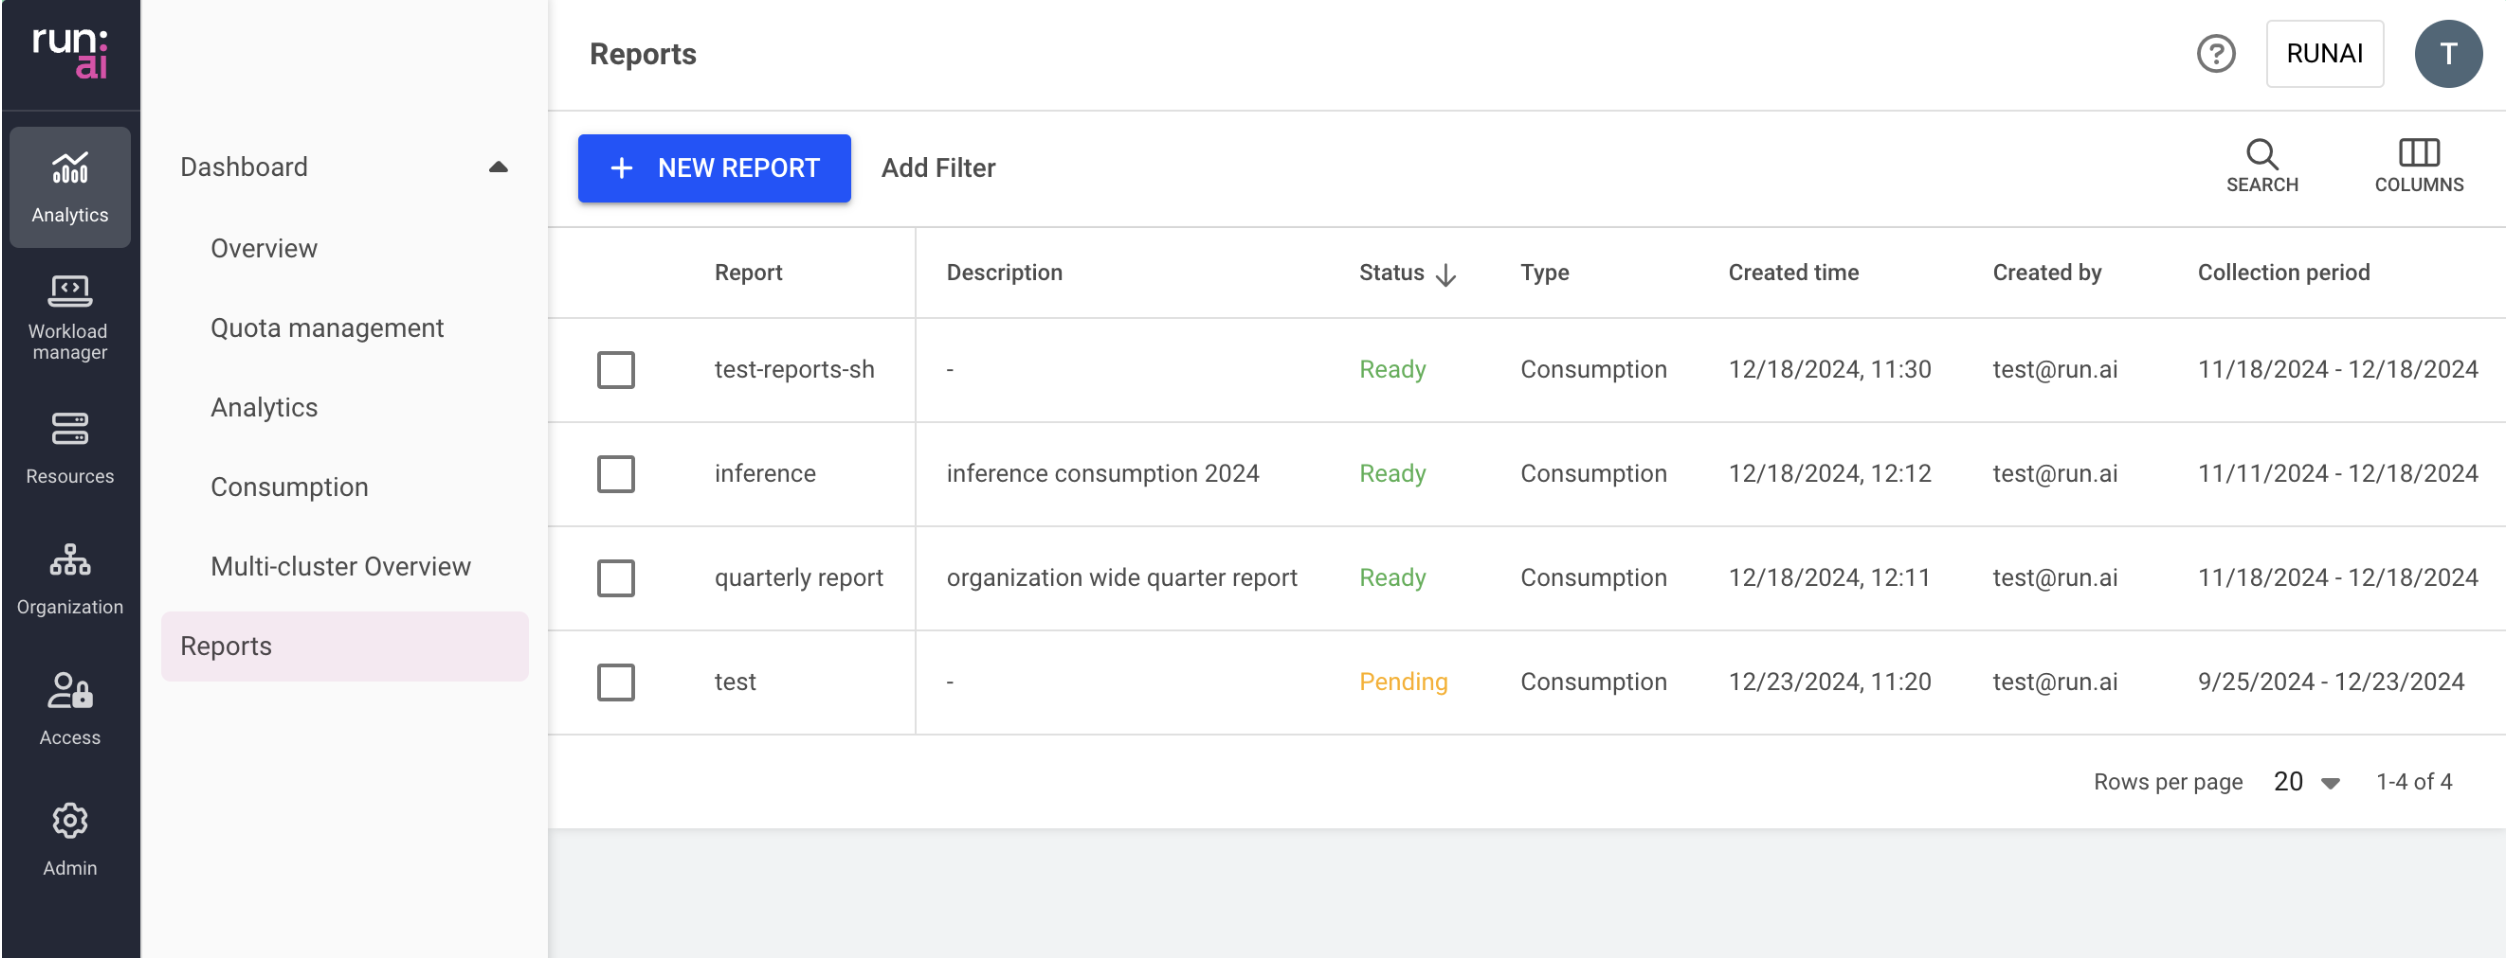 run:
ai
Analytics
Workload
manager
Resources
Organization
Access
Admin
Dashboard
Overview
Quota management
Analytics
Consumption
Multi-cluster Overview
Reports
Reports
? RUNAI T
+ NEW REPORT Add Filter SEARCH COLUMNS
Report Description Status Type Created time Created by Collection period
test-reports-sh - Ready Consumption 12/18/2024, 11:30 test@run.ai 11/18/2024 - 12/18/2024
inference inference consumption 2024 Ready Consumption 12/18/2024, 12:12 test@run.ai 11/11/2024 - 12/18/2024
quarterly report organization wide quarter report Ready Consumption 12/18/2024, 12:11 test@run.ai 11/18/2024 - 12/18/2024
test - Pending Consumption 12/23/2024, 11:20 test@run.ai 9/25/2024 - 12/23/2024
Rows per page 20 1-4 of 4